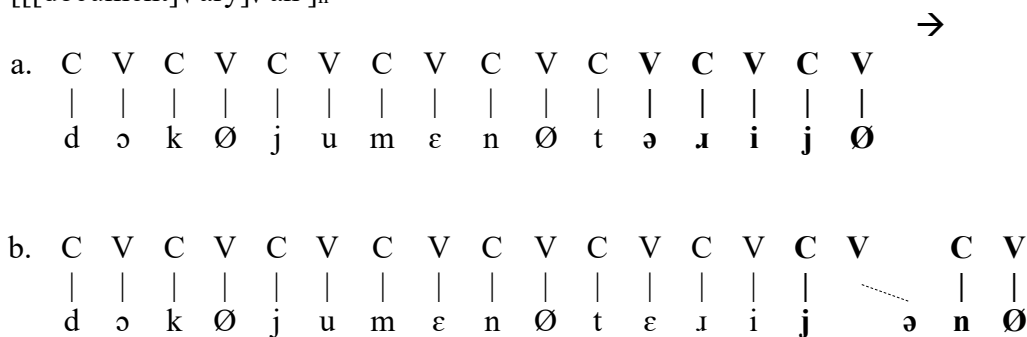 [[[document]√ary]√an ]n
→
a. C V C V C V C V C V C V C V C V
d ɔ k Ø j u m ɛ n Ø t ə ɹ i j Ø
b. C V C V C V C V C V C V C V C V C V
d ɔ k Ø j u m ɛ n Ø t ɛ ɹ i j ə n Ø